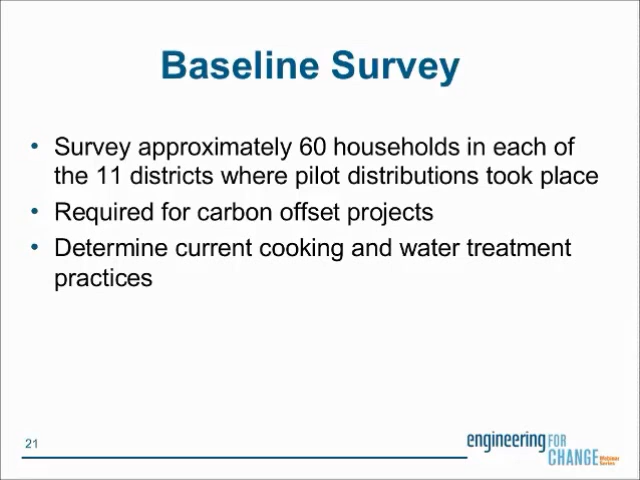 Baseline Survey
• Survey approximately 60 households in each of
the 11 districts where pilot distributions took place
• Required for carbon offset projects
• Determine current cooking and water treatment
practices
21
engineering FOR
CHANGE Webinar
Series